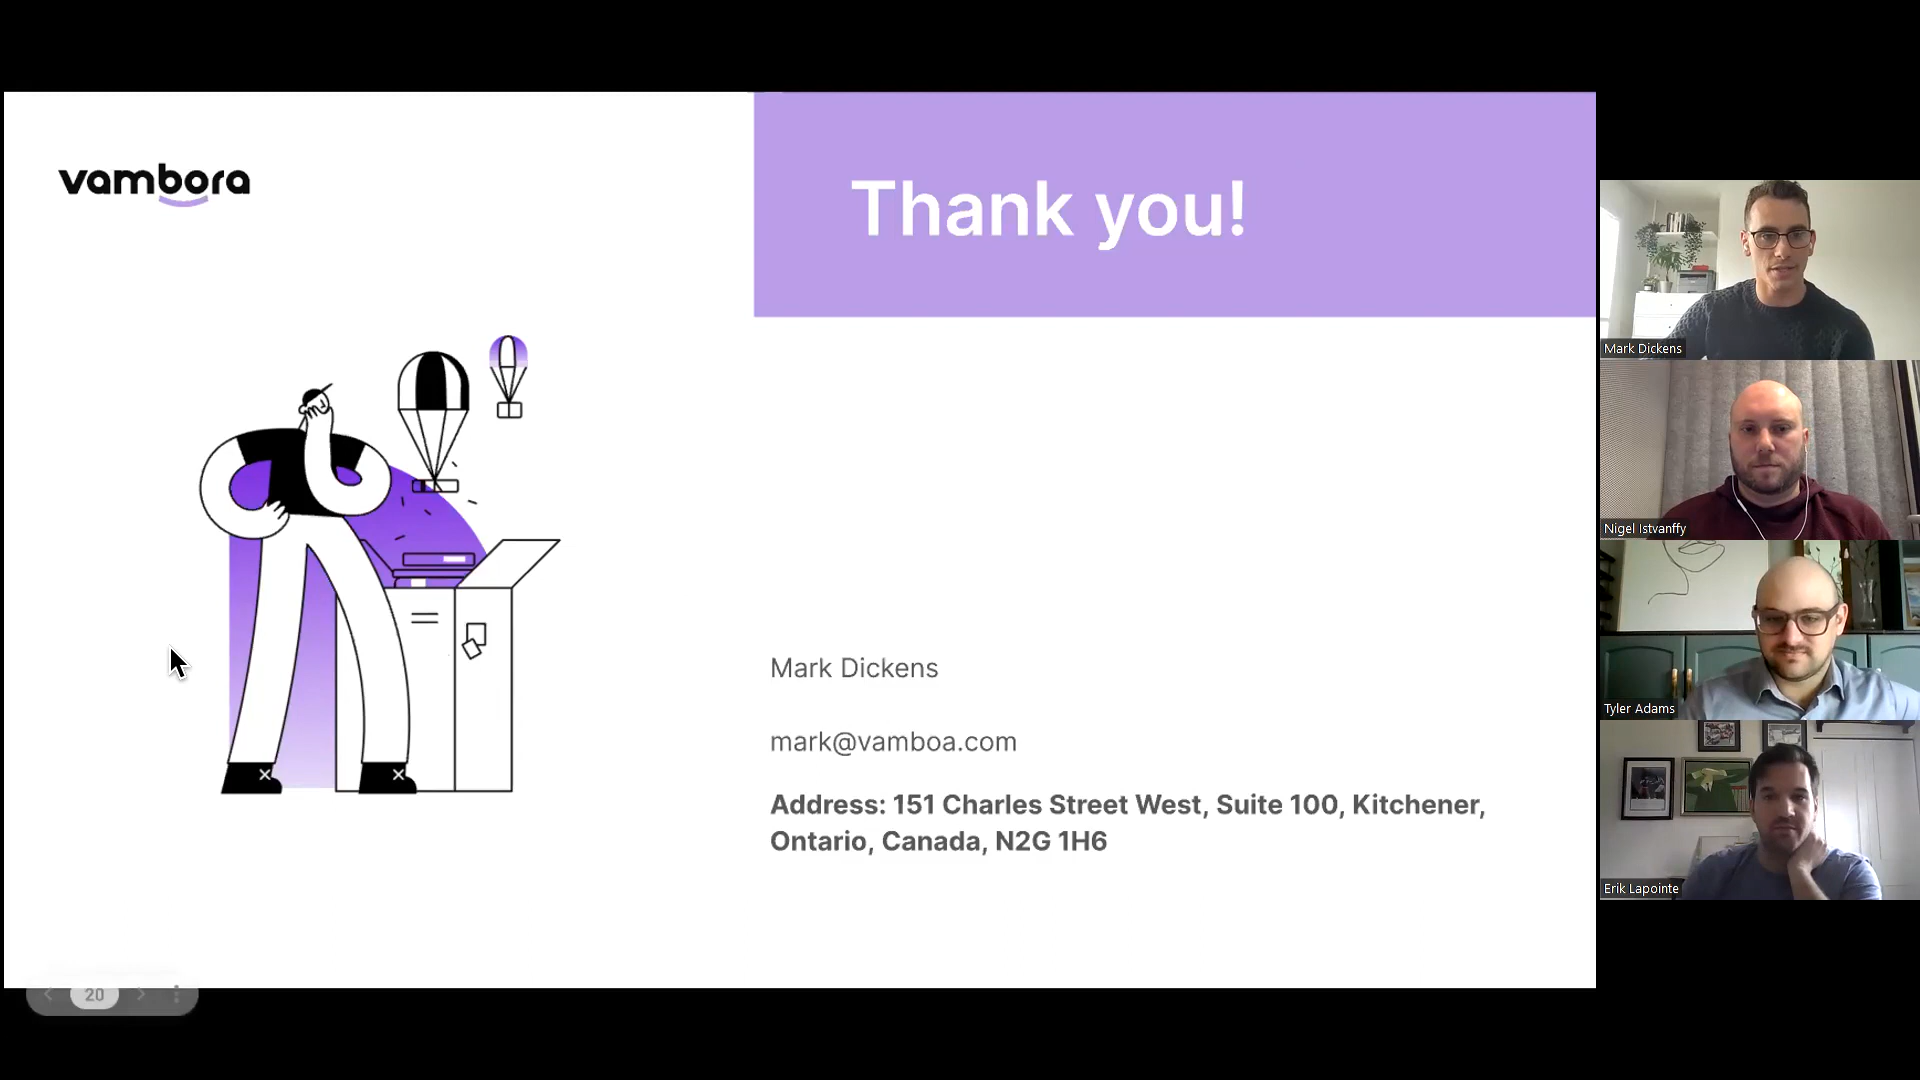 vambora
Thank you!
Mark Dickens
mark@vamboa.com
Address: 151 Charles Street West, Suite 100, Kitchener,
Ontario, Canada, N2G 1H6
20
Mark Dickens
Nigel Istvanffy
Tyler Adams
Erik Lapointe